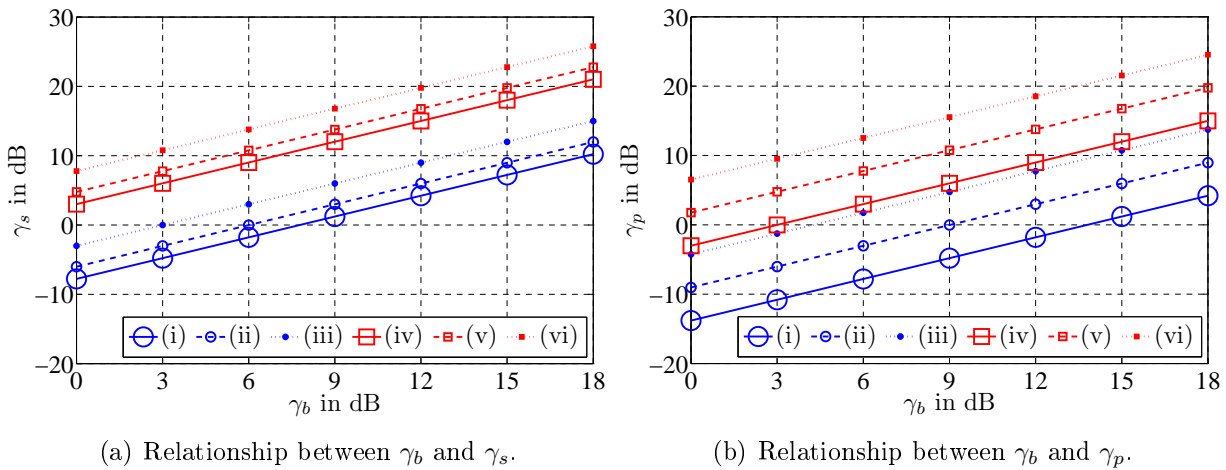 30
20
10
0
−10
−20
γs in dB
0 3 6 9 12 15 18
γb in dB
(i) (ii) (iii) (iv) (v) (vi)
(a) Relationship between γb and γs.
30
20
10
0
−10
−20
γp in dB
0 3 6 9 12 15 18
γb in dB
(i) (ii) (iii) (iv) (v) (vi)
(b) Relationship between γb and γp.